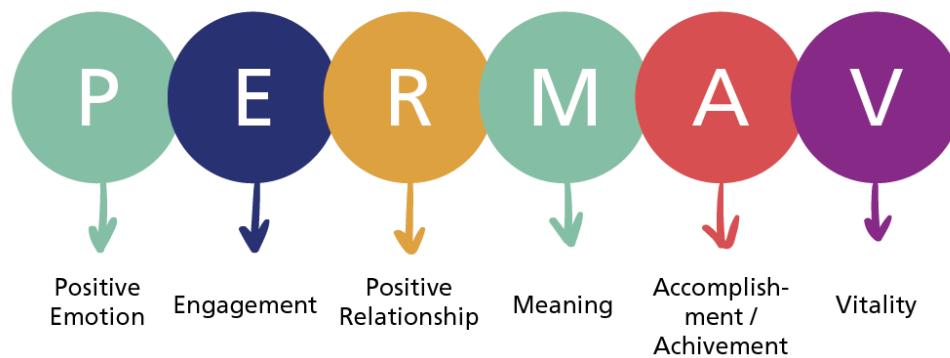 P E R M A V
Positive
Emotion
Engagement
Positive
Relationship
Meaning
Accomplish-
ment /
Achivement
Vitality